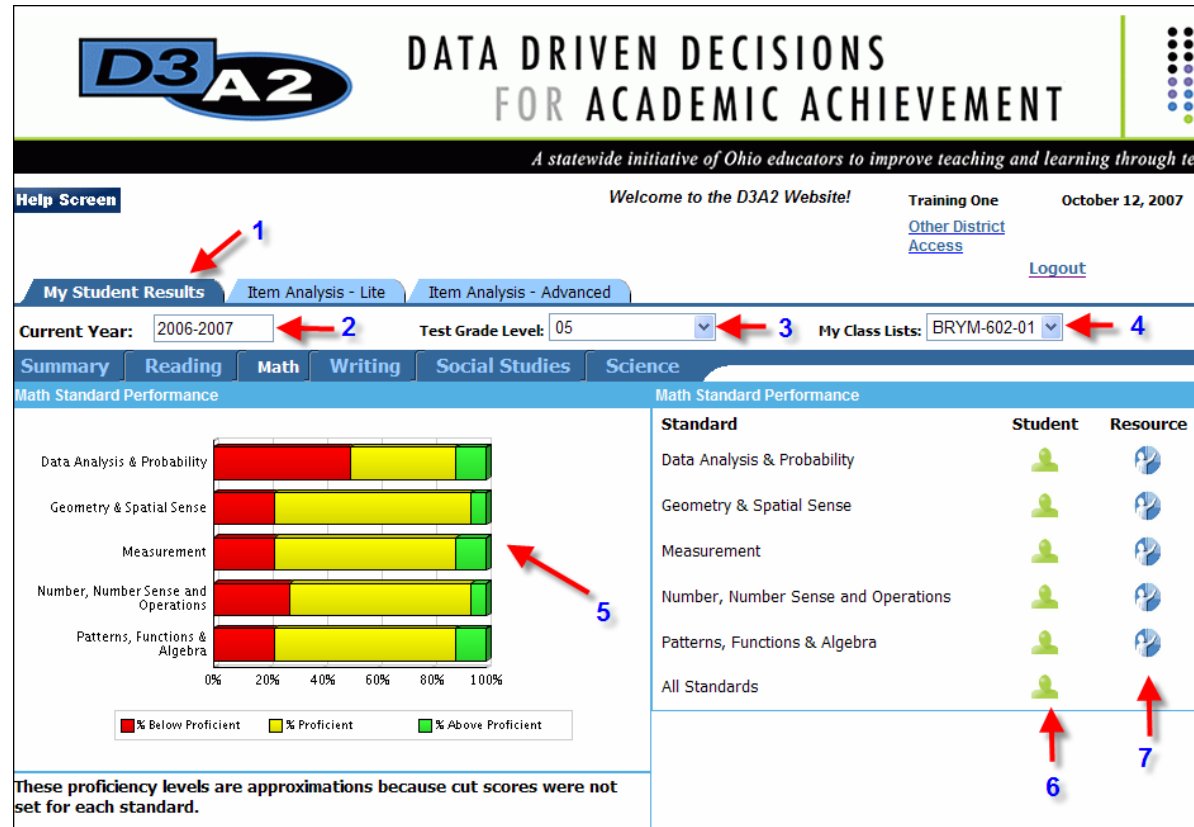 D3A2
DATA DRIVEN DECISIONS
FOR ACADEMIC ACHIEVEMENT
A statewide initiative of Ohio educators to improve teaching and learning through te
Help Screen
Welcome to the D3A2 Website!
Training One
October 12, 2007
Other District
Access
Logout
1
My Student Results
Item Analysis - Lite
Item Analysis - Advanced
Current Year: 2006-2007
2
Test Grade Level: 05
3
My Class Lists: BRYM-602-01
4
Summary
Reading
Math
Writing
Social Studies
Science
Math Standard Performance
Data Analysis & Probability
Geometry & Spatial Sense
Measurement
Number, Number Sense and
Operations
Patterns, Functions &
Algebra
0% 20% 40% 60% 80% 100%
% Below Proficient
% Proficient
% Above Proficient
5
These proficiency levels are approximations because cut scores were not
set for each standard.
Math Standard Performance
Standard Student Resource
Data Analysis & Probability
Geometry & Spatial Sense
Measurement
Number, Number Sense and Operations
Patterns, Functions & Algebra
All Standards
6
7